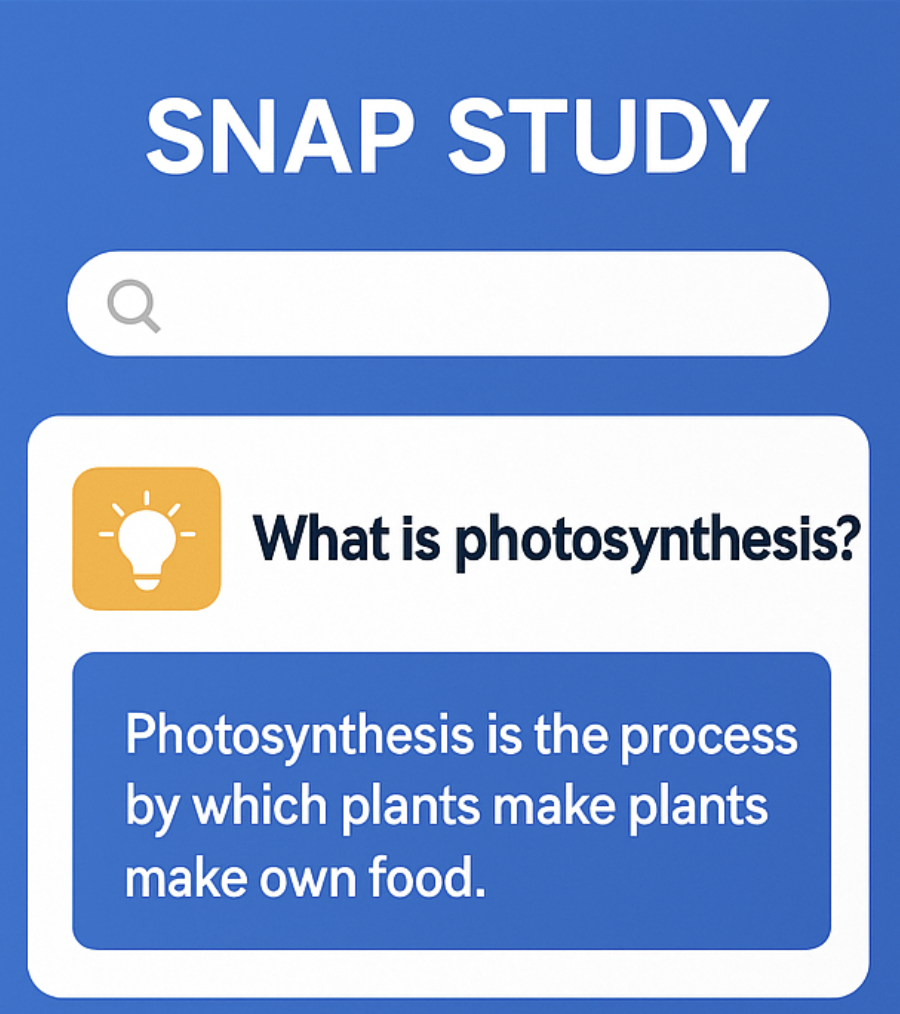 SNAP STUDY
What is photosynthesis?
Photosynthesis is the process
by which plants make plants
make own food.